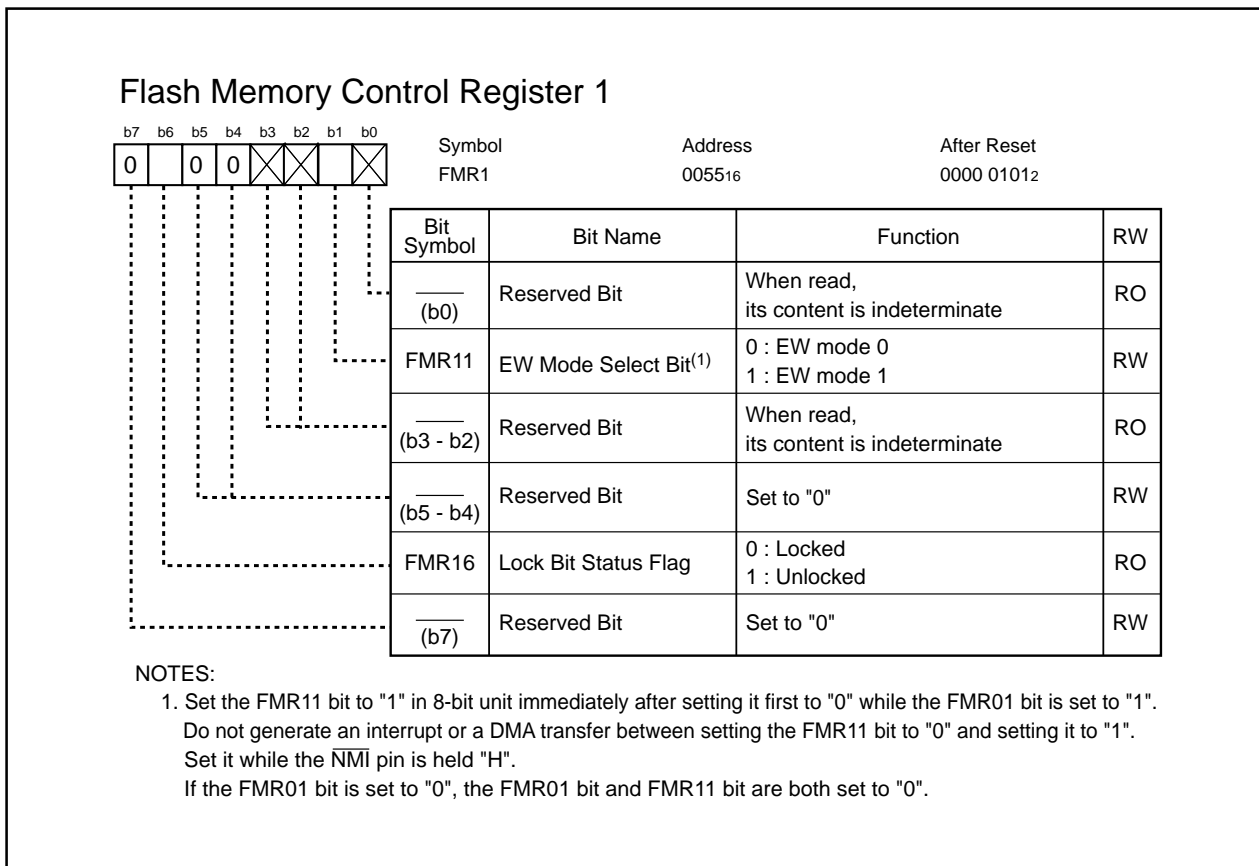 Flash Memory Control Register 1
b7 b6 b5 b4 b3 b2 b1 b0
0 0 0
Symbol Address After Reset
FMR1 005516 0000 01012
Bit Symbol Bit Name Function RW
(b0) Reserved Bit When read,
its content is indeterminate RO
FMR11 EW Mode Select Bit(1) 0 : EW mode 0
1 : EW mode 1 RW
(b3 - b2) Reserved Bit When read,
its content is indeterminate RO
(b5 - b4) Reserved Bit Set to "0" RW
FMR16 Lock Bit Status Flag 0 : Locked
1 : Unlocked RO
(b7) Reserved Bit Set to "0" RW
NOTES:
1. Set the FMR11 bit to "1" in 8-bit unit immediately after setting it first to "0" while the FMR01 bit is set to "1".
Do not generate an interrupt or a DMA transfer between setting the FMR11 bit to "0" and setting it to "1".
Set it while the N̅M̅I̅ pin is held "H".
If the FMR01 bit is set to "0", the FMR01 bit and FMR11 bit are both set to "0".